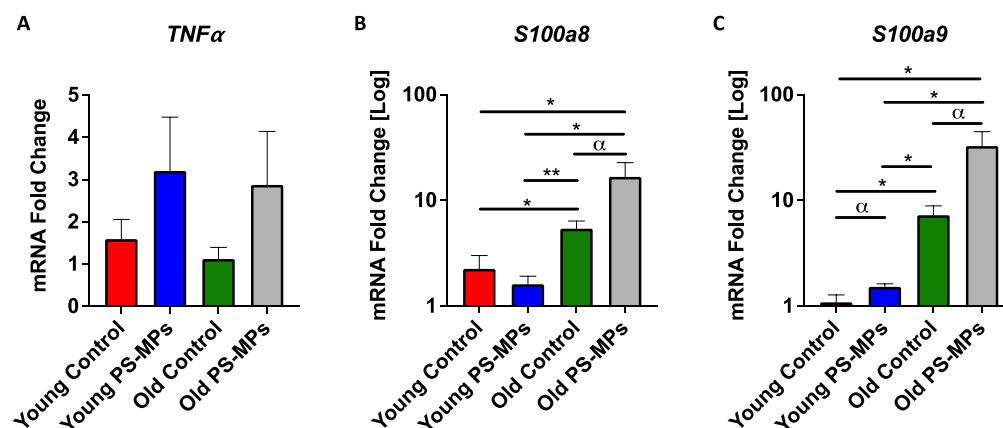 A
TNFα
mRNA Fold Change
5
4
3
2
1
0
Young Control
Young PS-MPs
Old Control
Old PS-MPs
B
S100a8
mRNA Fold Change [Log]
100
10
1
*
*
α
**
*
Young Control
Young PS-MPs
Old Control
Old PS-MPs
C
S100a9
mRNA Fold Change [Log]
100
10
1
*
*
α
*
*
α
Young Control
Young PS-MPs
Old Control
Old PS-MPs